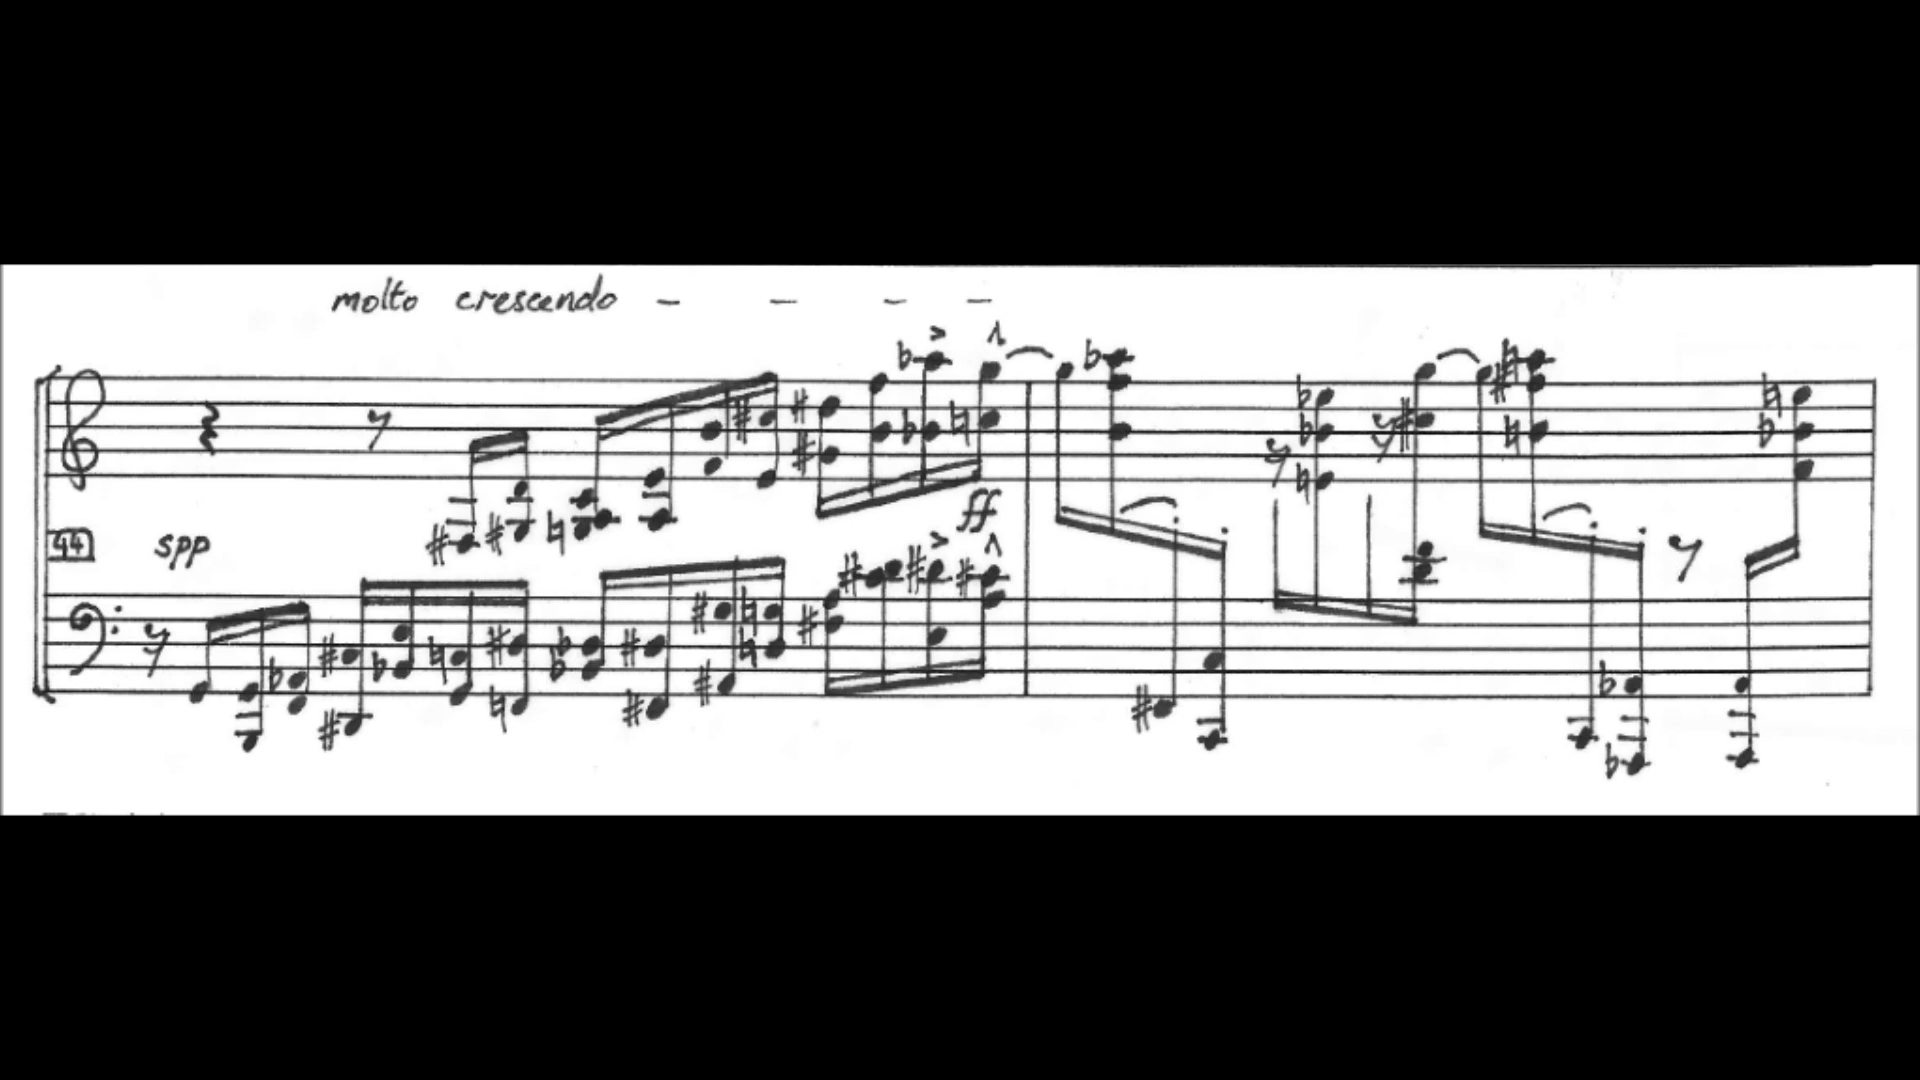 molto crescendo - - - -
44
spp
ff